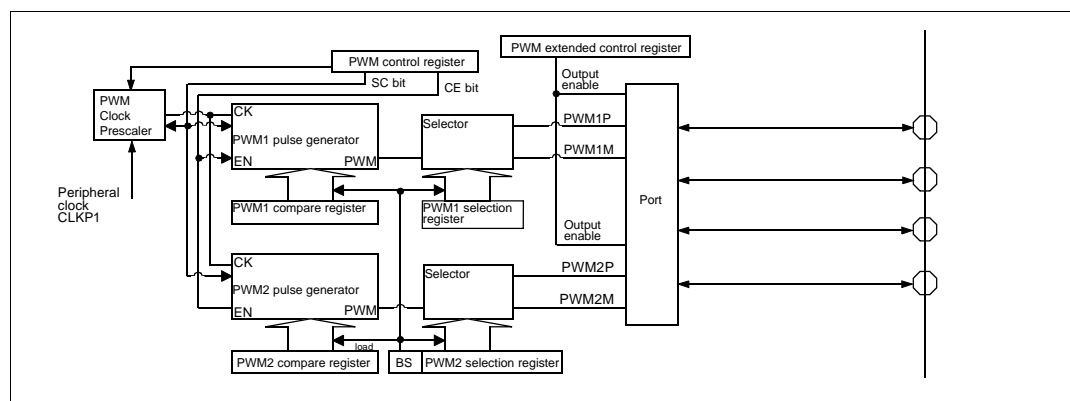 PWM control register
PWM extended control register
SC bit
CE bit
Output
enable
PWM
Clock
Prescaler
CK
PWM1 pulse generator
EN
PWM
Selector
PWM1P
PWM1M
Peripheral
clock
CLKP1
PWM1 compare register
PWM1 selection
register
Port
Output
enable
CK
PWM2 pulse generator
EN
PWM
Selector
PWM2P
PWM2M
load
PWM2 compare register
BS
PWM2 selection register